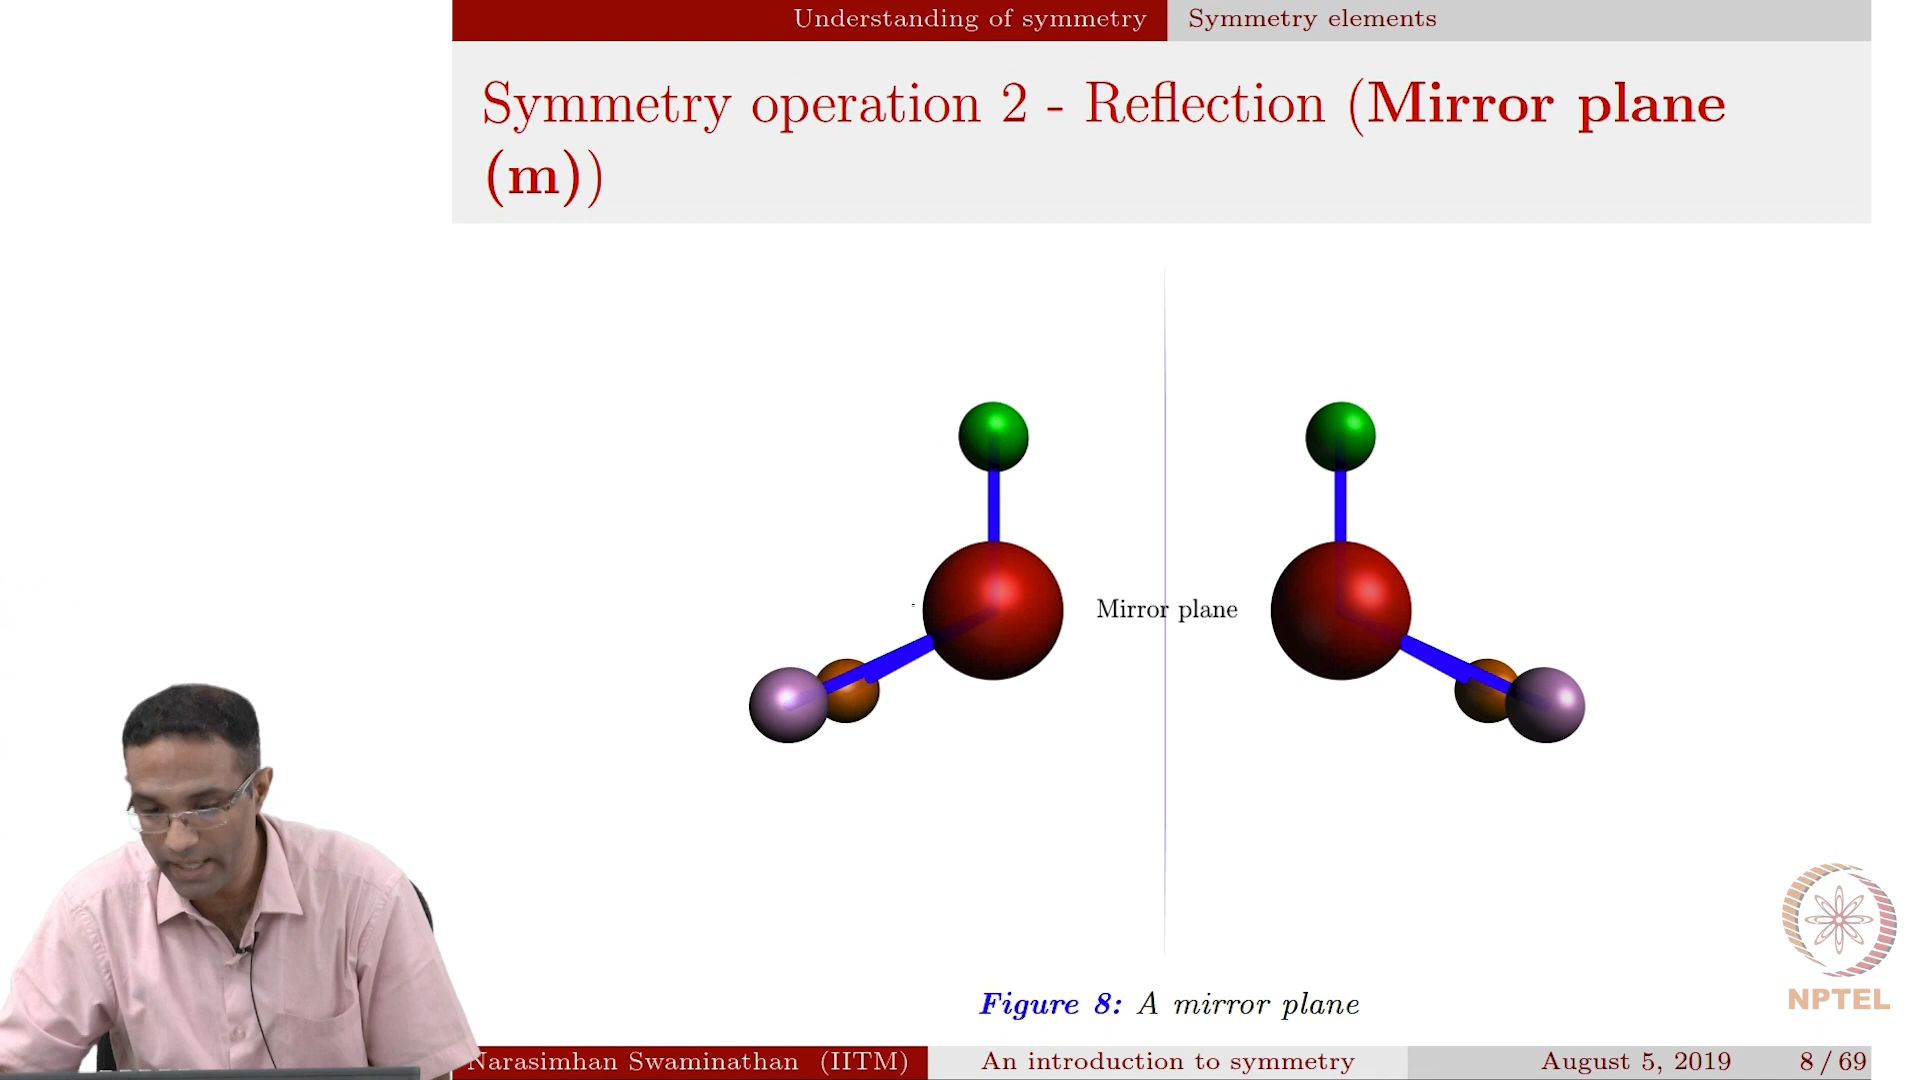 Understanding of symmetry Symmetry elements
Symmetry operation 2 - Reflection (Mirror plane
(m))
Mirror plane
Figure 8: A mirror plane
NPTEL
Narasimhan Swaminathan (IITM) An introduction to symmetry August 5, 2019 8 / 69